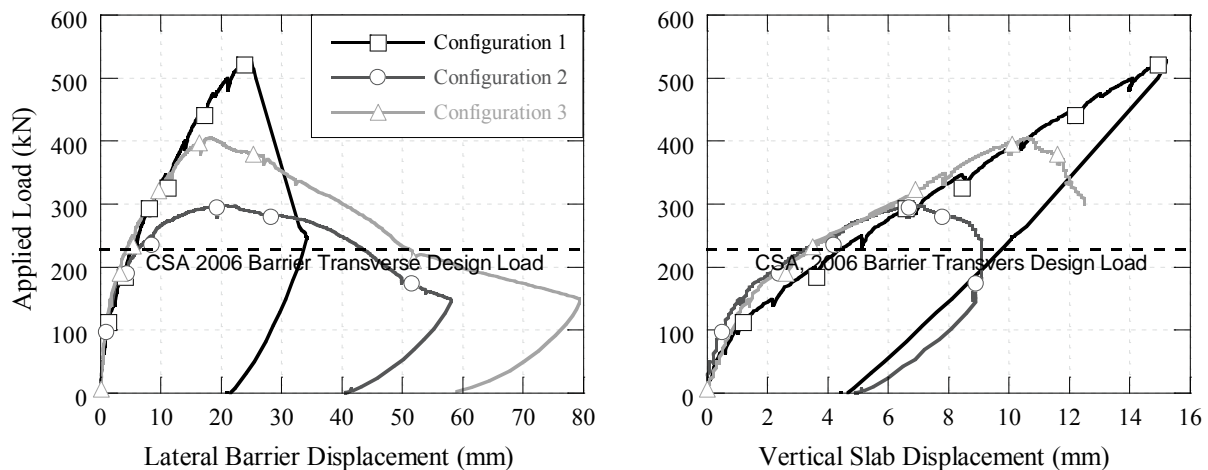 600
500
400
300
200
100
0
Applied Load (kN)
Configuration 1
Configuration 2
Configuration 3
CSA 2006 Barrier Transverse Design Load
0 10 20 30 40 50 60 70 80
Lateral Barrier Displacement (mm)
600
500
400
300
200
100
0
CSA, 2006 Barrier Transvers Design Load
0 2 4 6 8 10 12 14 16
Vertical Slab Displacement (mm)